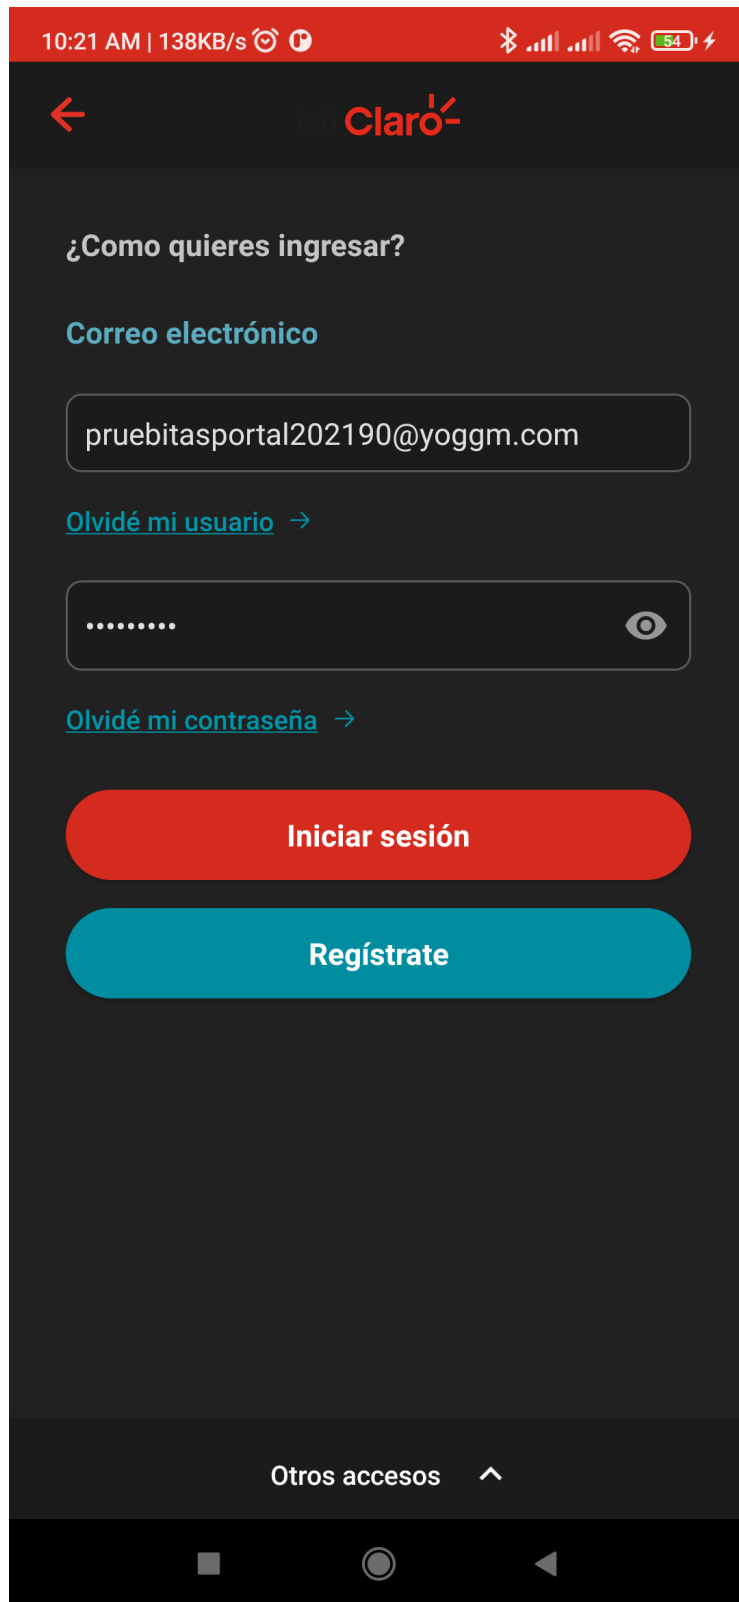 10:21 AM | 138KB/s
54
Mi Claro
¿Como quieres ingresar?
Correo electrónico
pruebitasportal202190@yoggm.com
Olvidé mi usuario →
•••••••••
Olvidé mi contraseña →
Iniciar sesión
Regístrate
Otros accesos